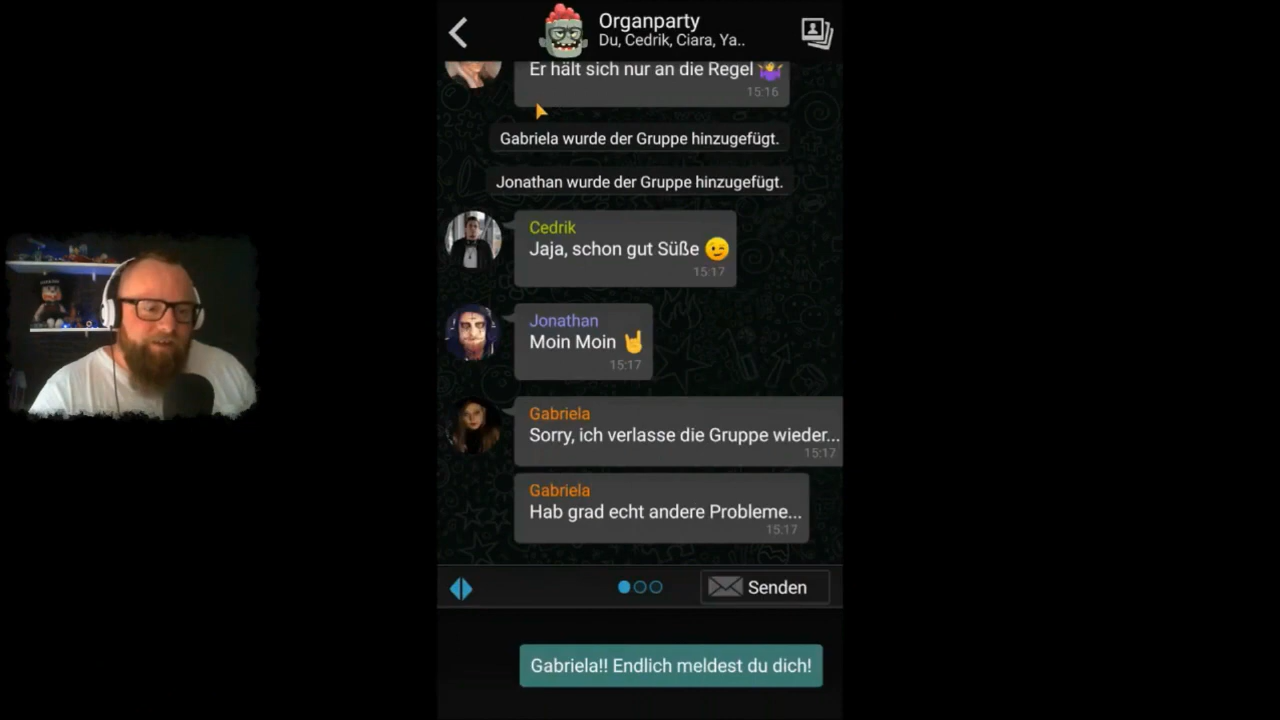 Organparty
Du, Cedrik, Ciara, Ya..
Er hält sich nur an die Regel 🤷‍♀️
15:16
Gabriela wurde der Gruppe hinzugefügt.
Jonathan wurde der Gruppe hinzugefügt.
Cedrik
Jaja, schon gut Süße 😉
15:17
Jonathan
Moin Moin 🤘
15:17
Gabriela
Sorry, ich verlasse die Gruppe wieder...
15:17
Gabriela
Hab grad echt andere Probleme...
15:17
Senden
Gabriela!! Endlich meldest du dich!